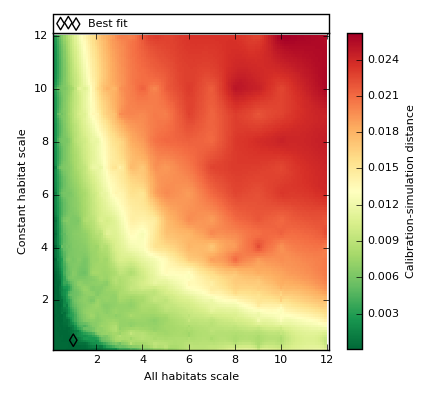 Best fit
12
10
8
6
4
2
Constant habitat scale
2 4 6 8 10 12
All habitats scale
0.024
0.021
0.018
0.015
0.012
0.009
0.006
0.003
Calibration-simulation distance